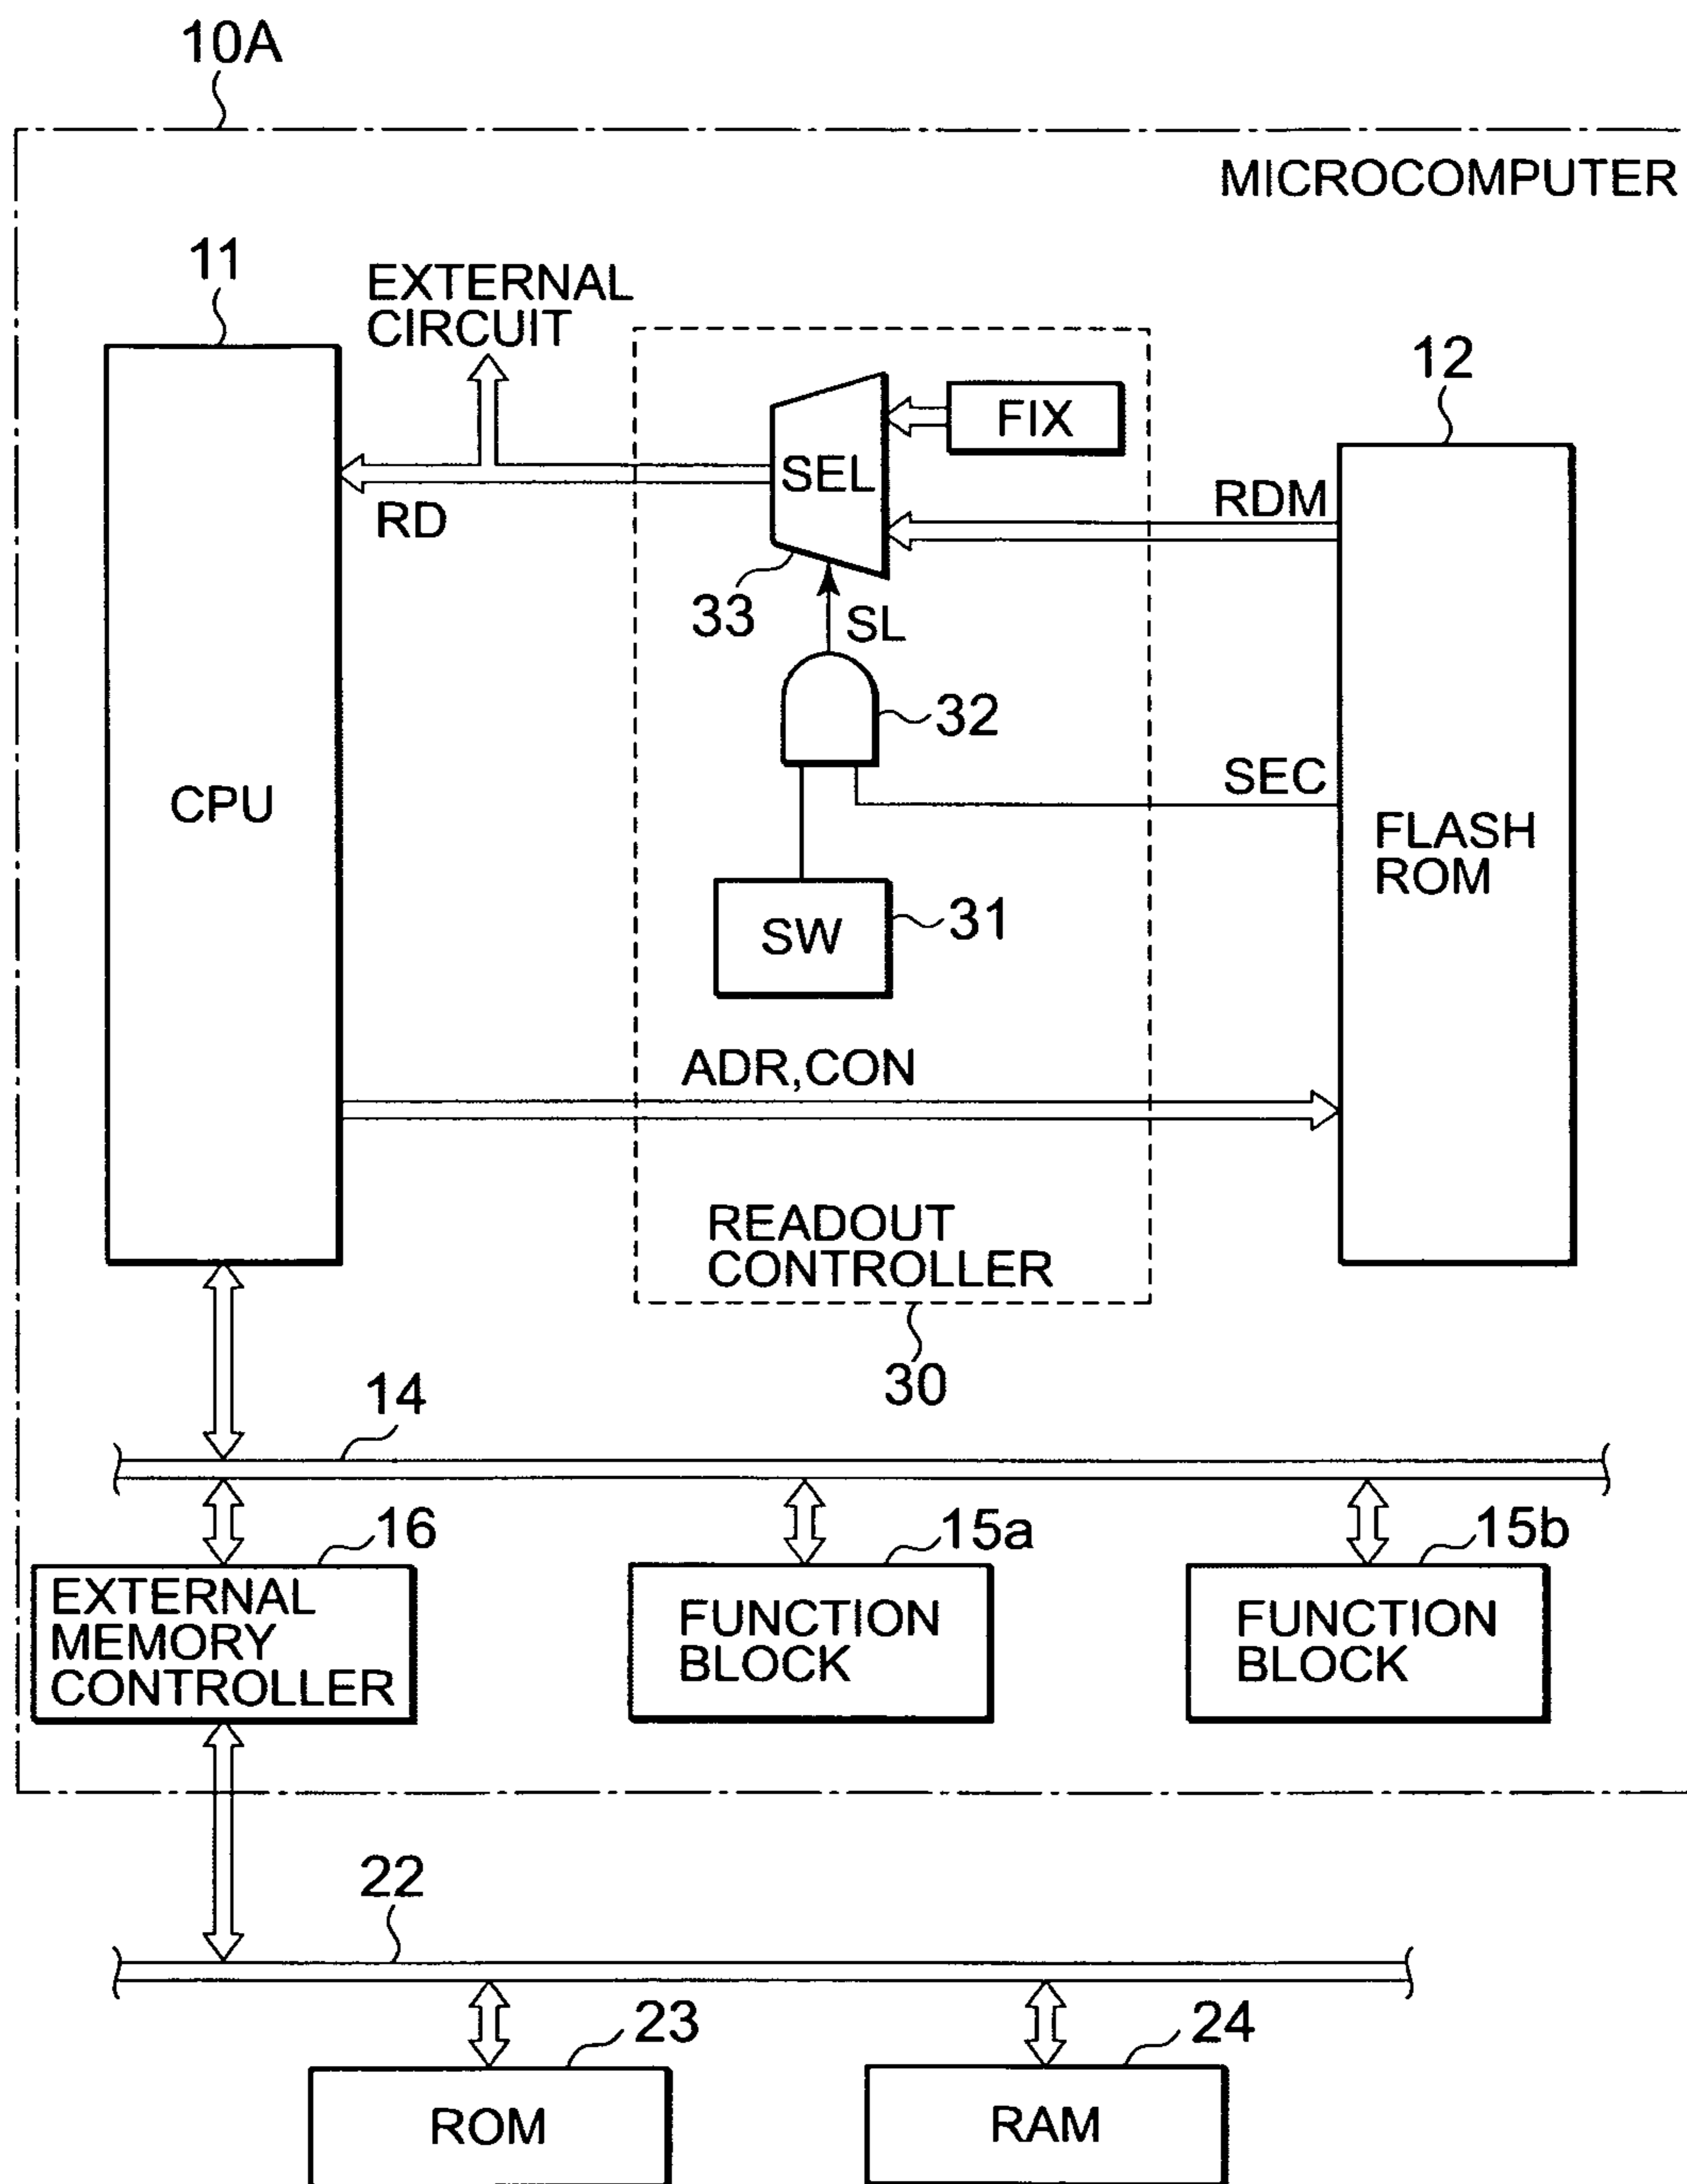 10A
MICROCOMPUTER
11
EXTERNAL
CIRCUIT
12
FIX
SEL
RDM
RD
33
SL
32
SEC
CPU
FLASH
ROM
SW
31
ADR,CON
READOUT
CONTROLLER
30
14
16
15a
15b
EXTERNAL
MEMORY
CONTROLLER
FUNCTION
BLOCK
FUNCTION
BLOCK
22
23
24
ROM
RAM